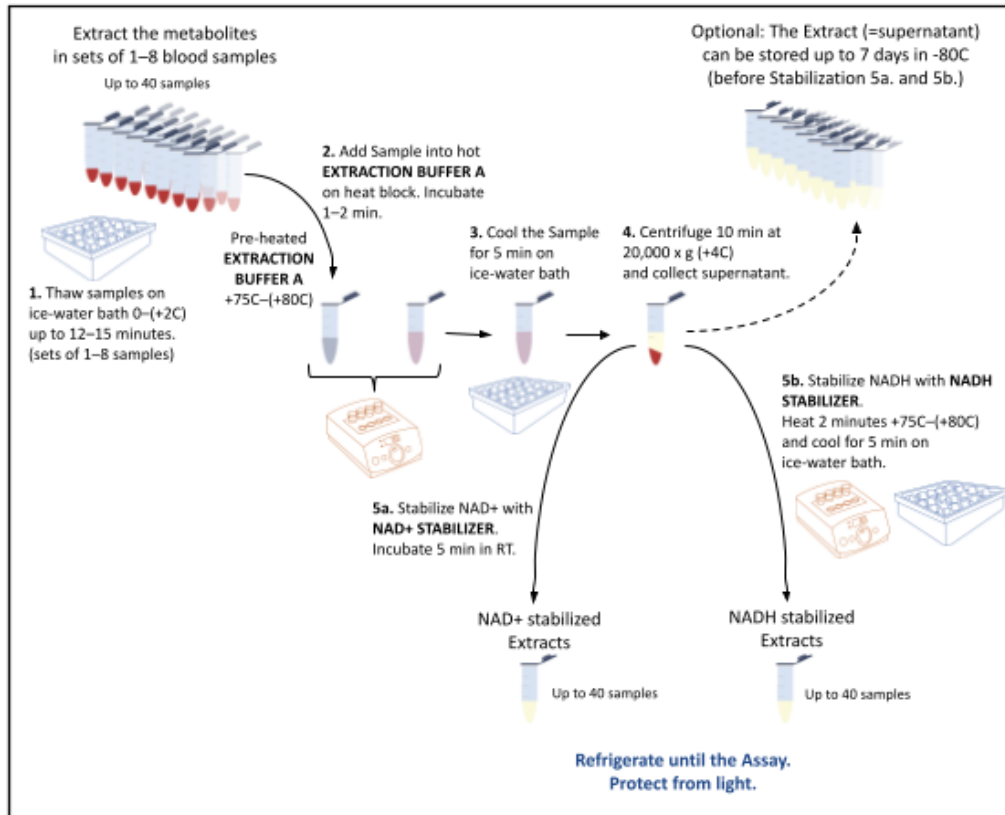 Extract the metabolites
in sets of 1–8 blood samples
Up to 40 samples
Optional: The Extract (=supernatant)
can be stored up to 7 days in -80C
(before Stabilization 5a. and 5b.)
2. Add Sample into hot
EXTRACTION BUFFER A
on heat block. Incubate
1–2 min.
Pre-heated
EXTRACTION
BUFFER A
+75C–(+80C)
3. Cool the Sample
for 5 min on
ice-water bath
4. Centrifuge 10 min at
20,000 x g (+4C)
and collect supernatant.
1. Thaw samples on
ice-water bath 0–(+2C)
up to 12–15 minutes.
(sets of 1–8 samples)
5b. Stabilize NADH with NADH
STABILIZER.
Heat 2 minutes +75C–(+80C)
and cool for 5 min on
ice-water bath.
5a. Stabilize NAD+ with
NAD+ STABILIZER.
Incubate 5 min in RT.
NAD+ stabilized
Extracts
Up to 40 samples
NADH stabilized
Extracts
Up to 40 samples
Refrigerate until the Assay.
Protect from light.